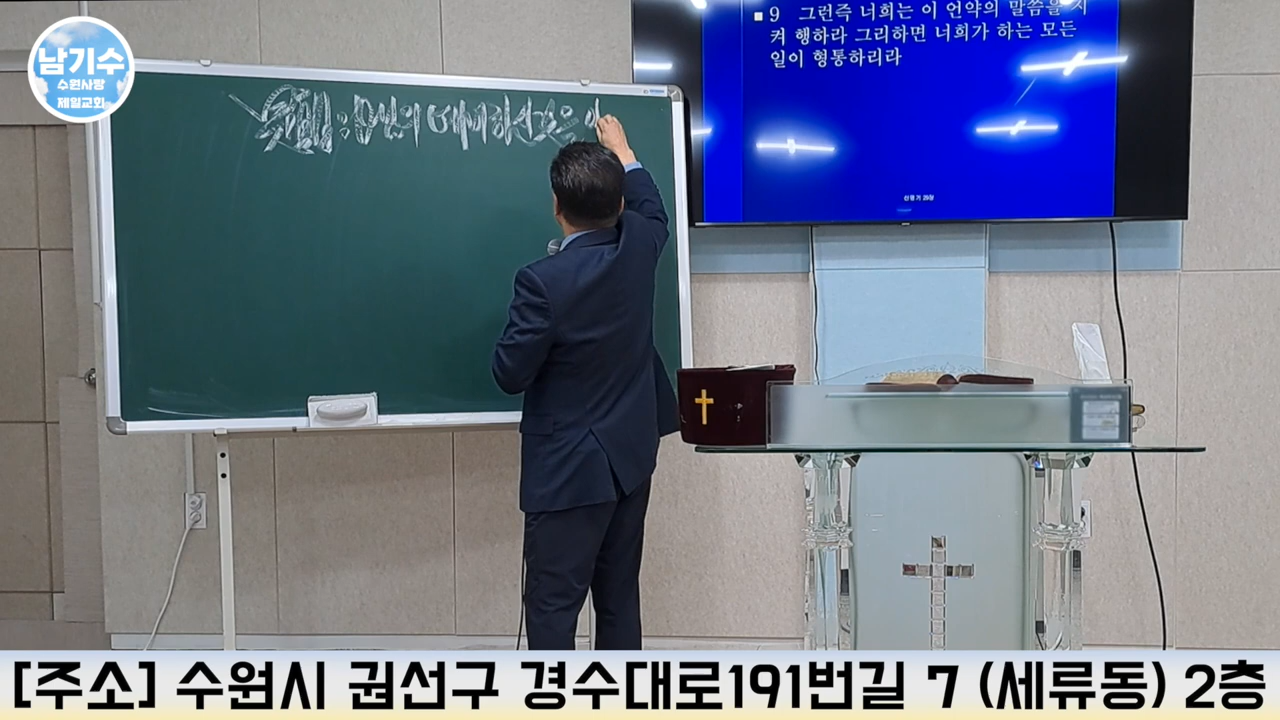 남기수
수원사랑
제일교회
■ 9 그런즉 너희는 이 언약의 말씀을 지
켜 행하라 그리하면 너희가 하는 모든
일이 형통하리라
신명기 29장
[주소] 수원시 권선구 경수대로191번길 7 (세류동) 2층